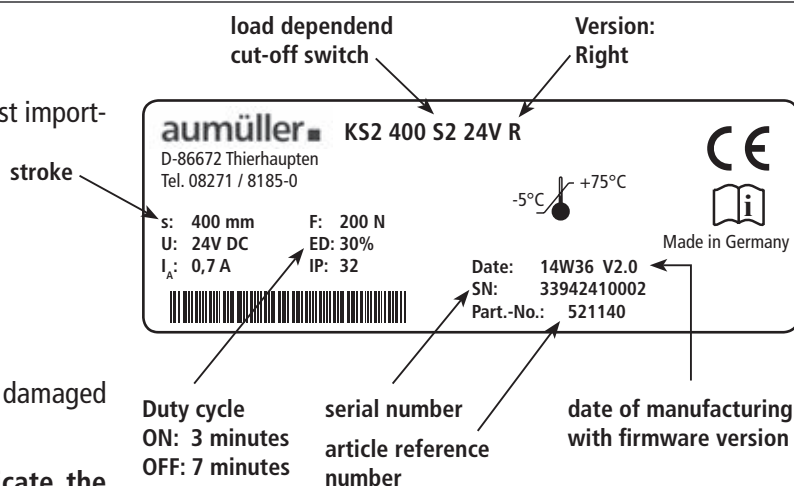 load dependend
cut-off switch
Version:
Right
st import-
stroke
aumüller
KS2 400 S2 24V R
D-86672 Thierhaupten
Tel. 08271 / 8185-0
-5°C
+75°C
CE
i
Made in Germany
s: 400 mm F: 200 N
U: 24V DC ED: 30%
IA: 0,7 A IP: 32
Date: 14W36 V2.0
SN: 33942410002
Part.-No.: 521140
damaged
Duty cycle
ON: 3 minutes
OFF: 7 minutes
serial number
article reference
number
date of manufacturing
with firmware version
cate the